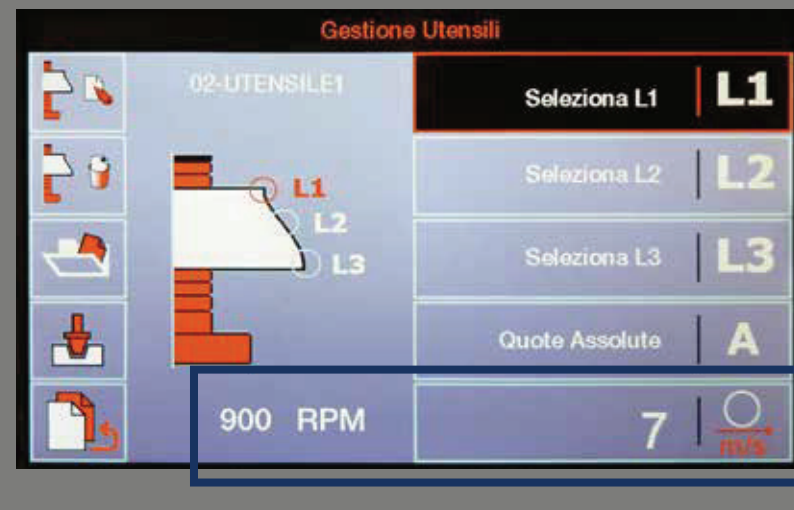 Gestione Utensili
02-UTENSILE1
L1
L2
L3
Seleziona L1 L1
Seleziona L2 L2
Seleziona L3 L3
Quote Assolute A
900 RPM
7 m/s